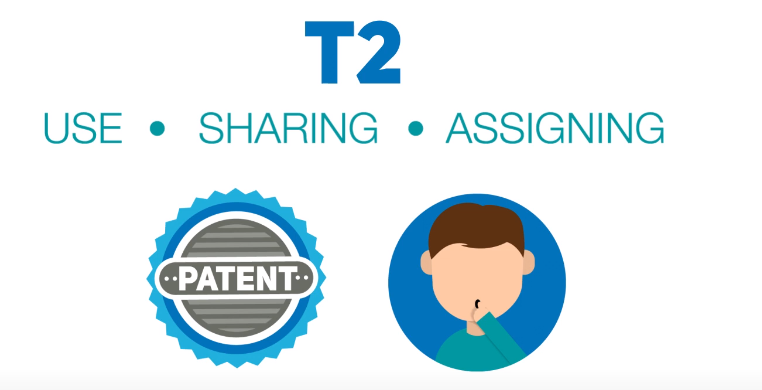 T2
USE • SHARING • ASSIGNING
··PATENT··